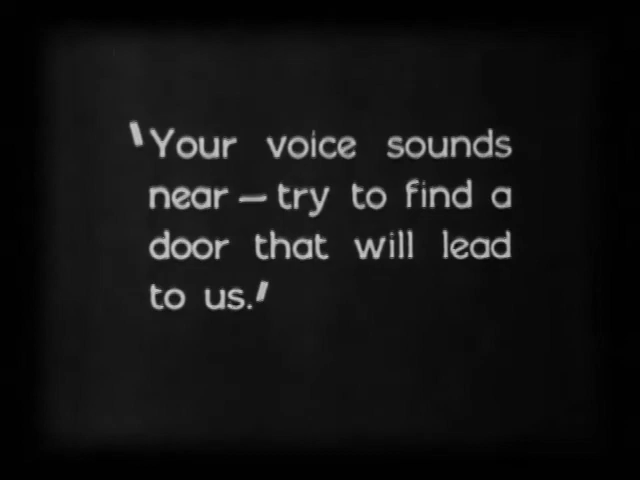 'Your voice sounds
near — try to find a
door that will lead
to us.'